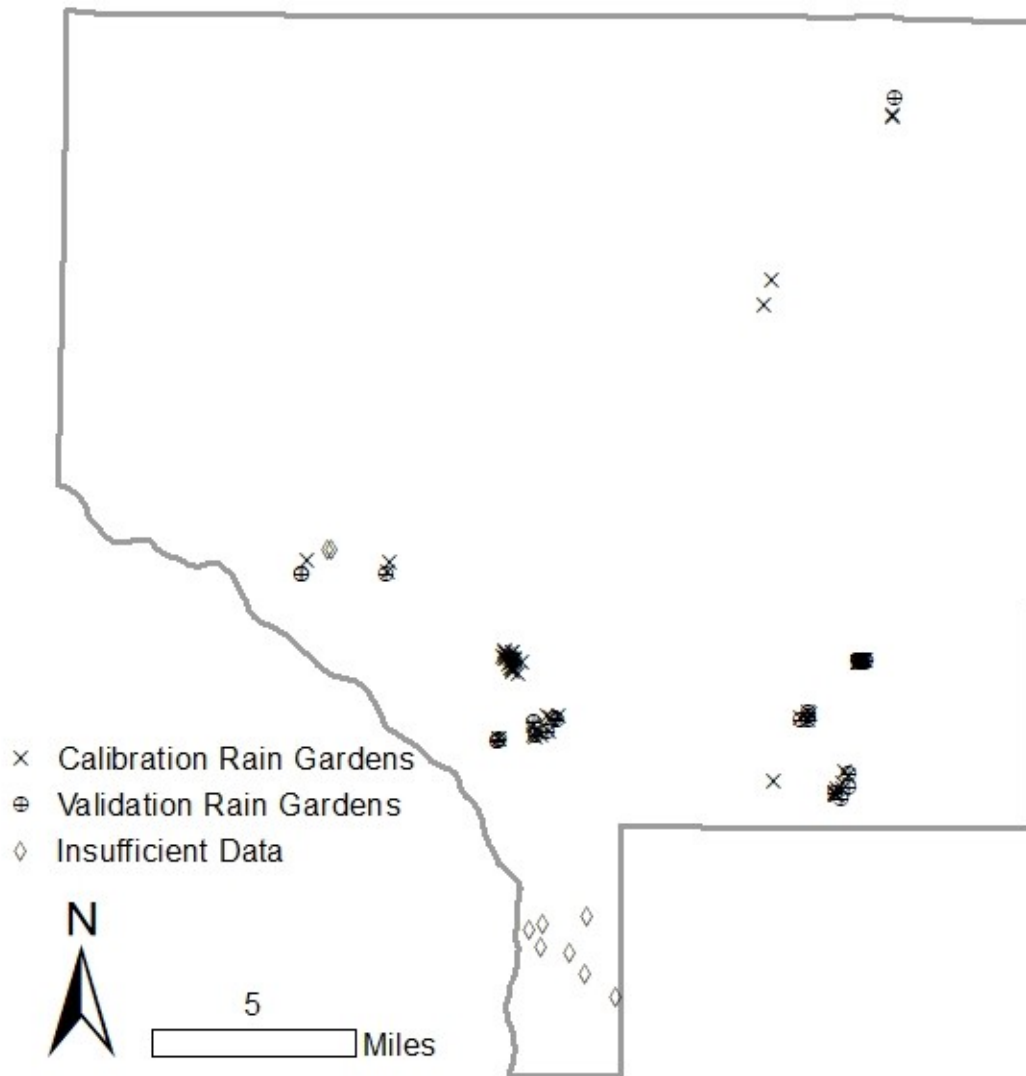 Calibration Rain Gardens
Validation Rain Gardens
Insufficient Data
N
5
Miles